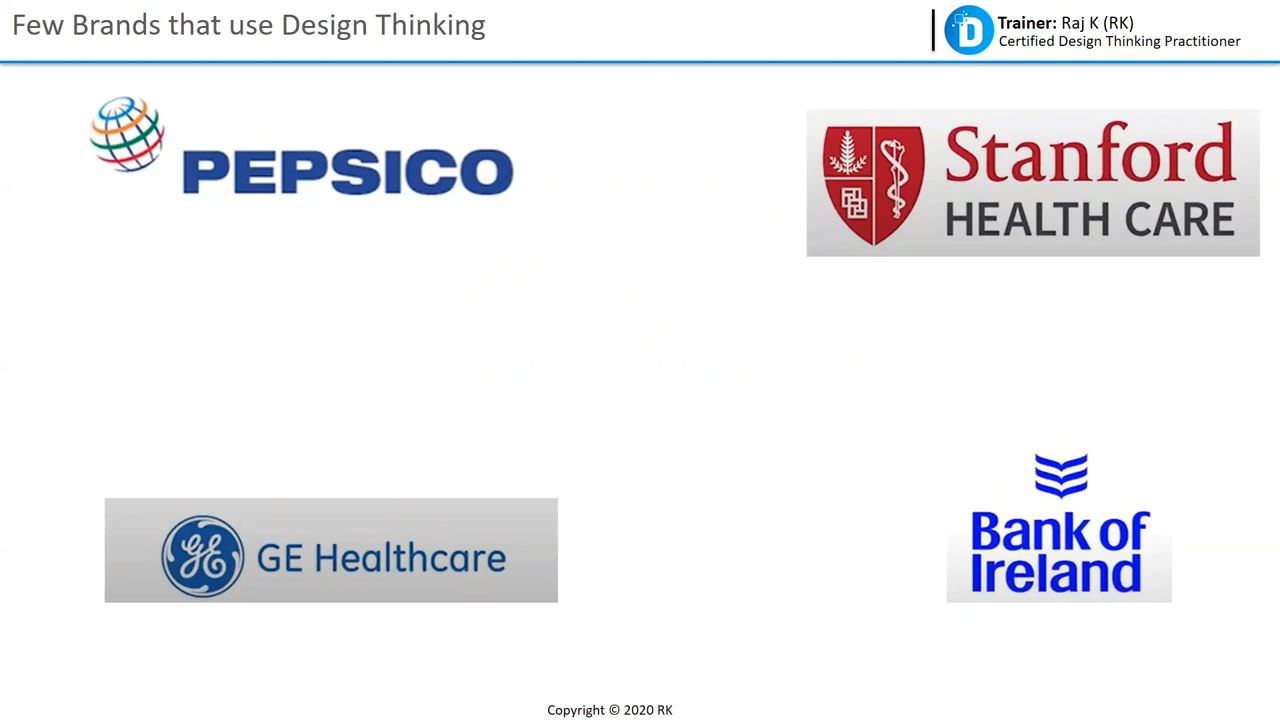 Few Brands that use Design Thinking
Trainer: Raj K (RK)
Certified Design Thinking Practitioner
PEPSICO
Stanford
HEALTH CARE
GE Healthcare
Bank of
Ireland
Copyright © 2020 RK